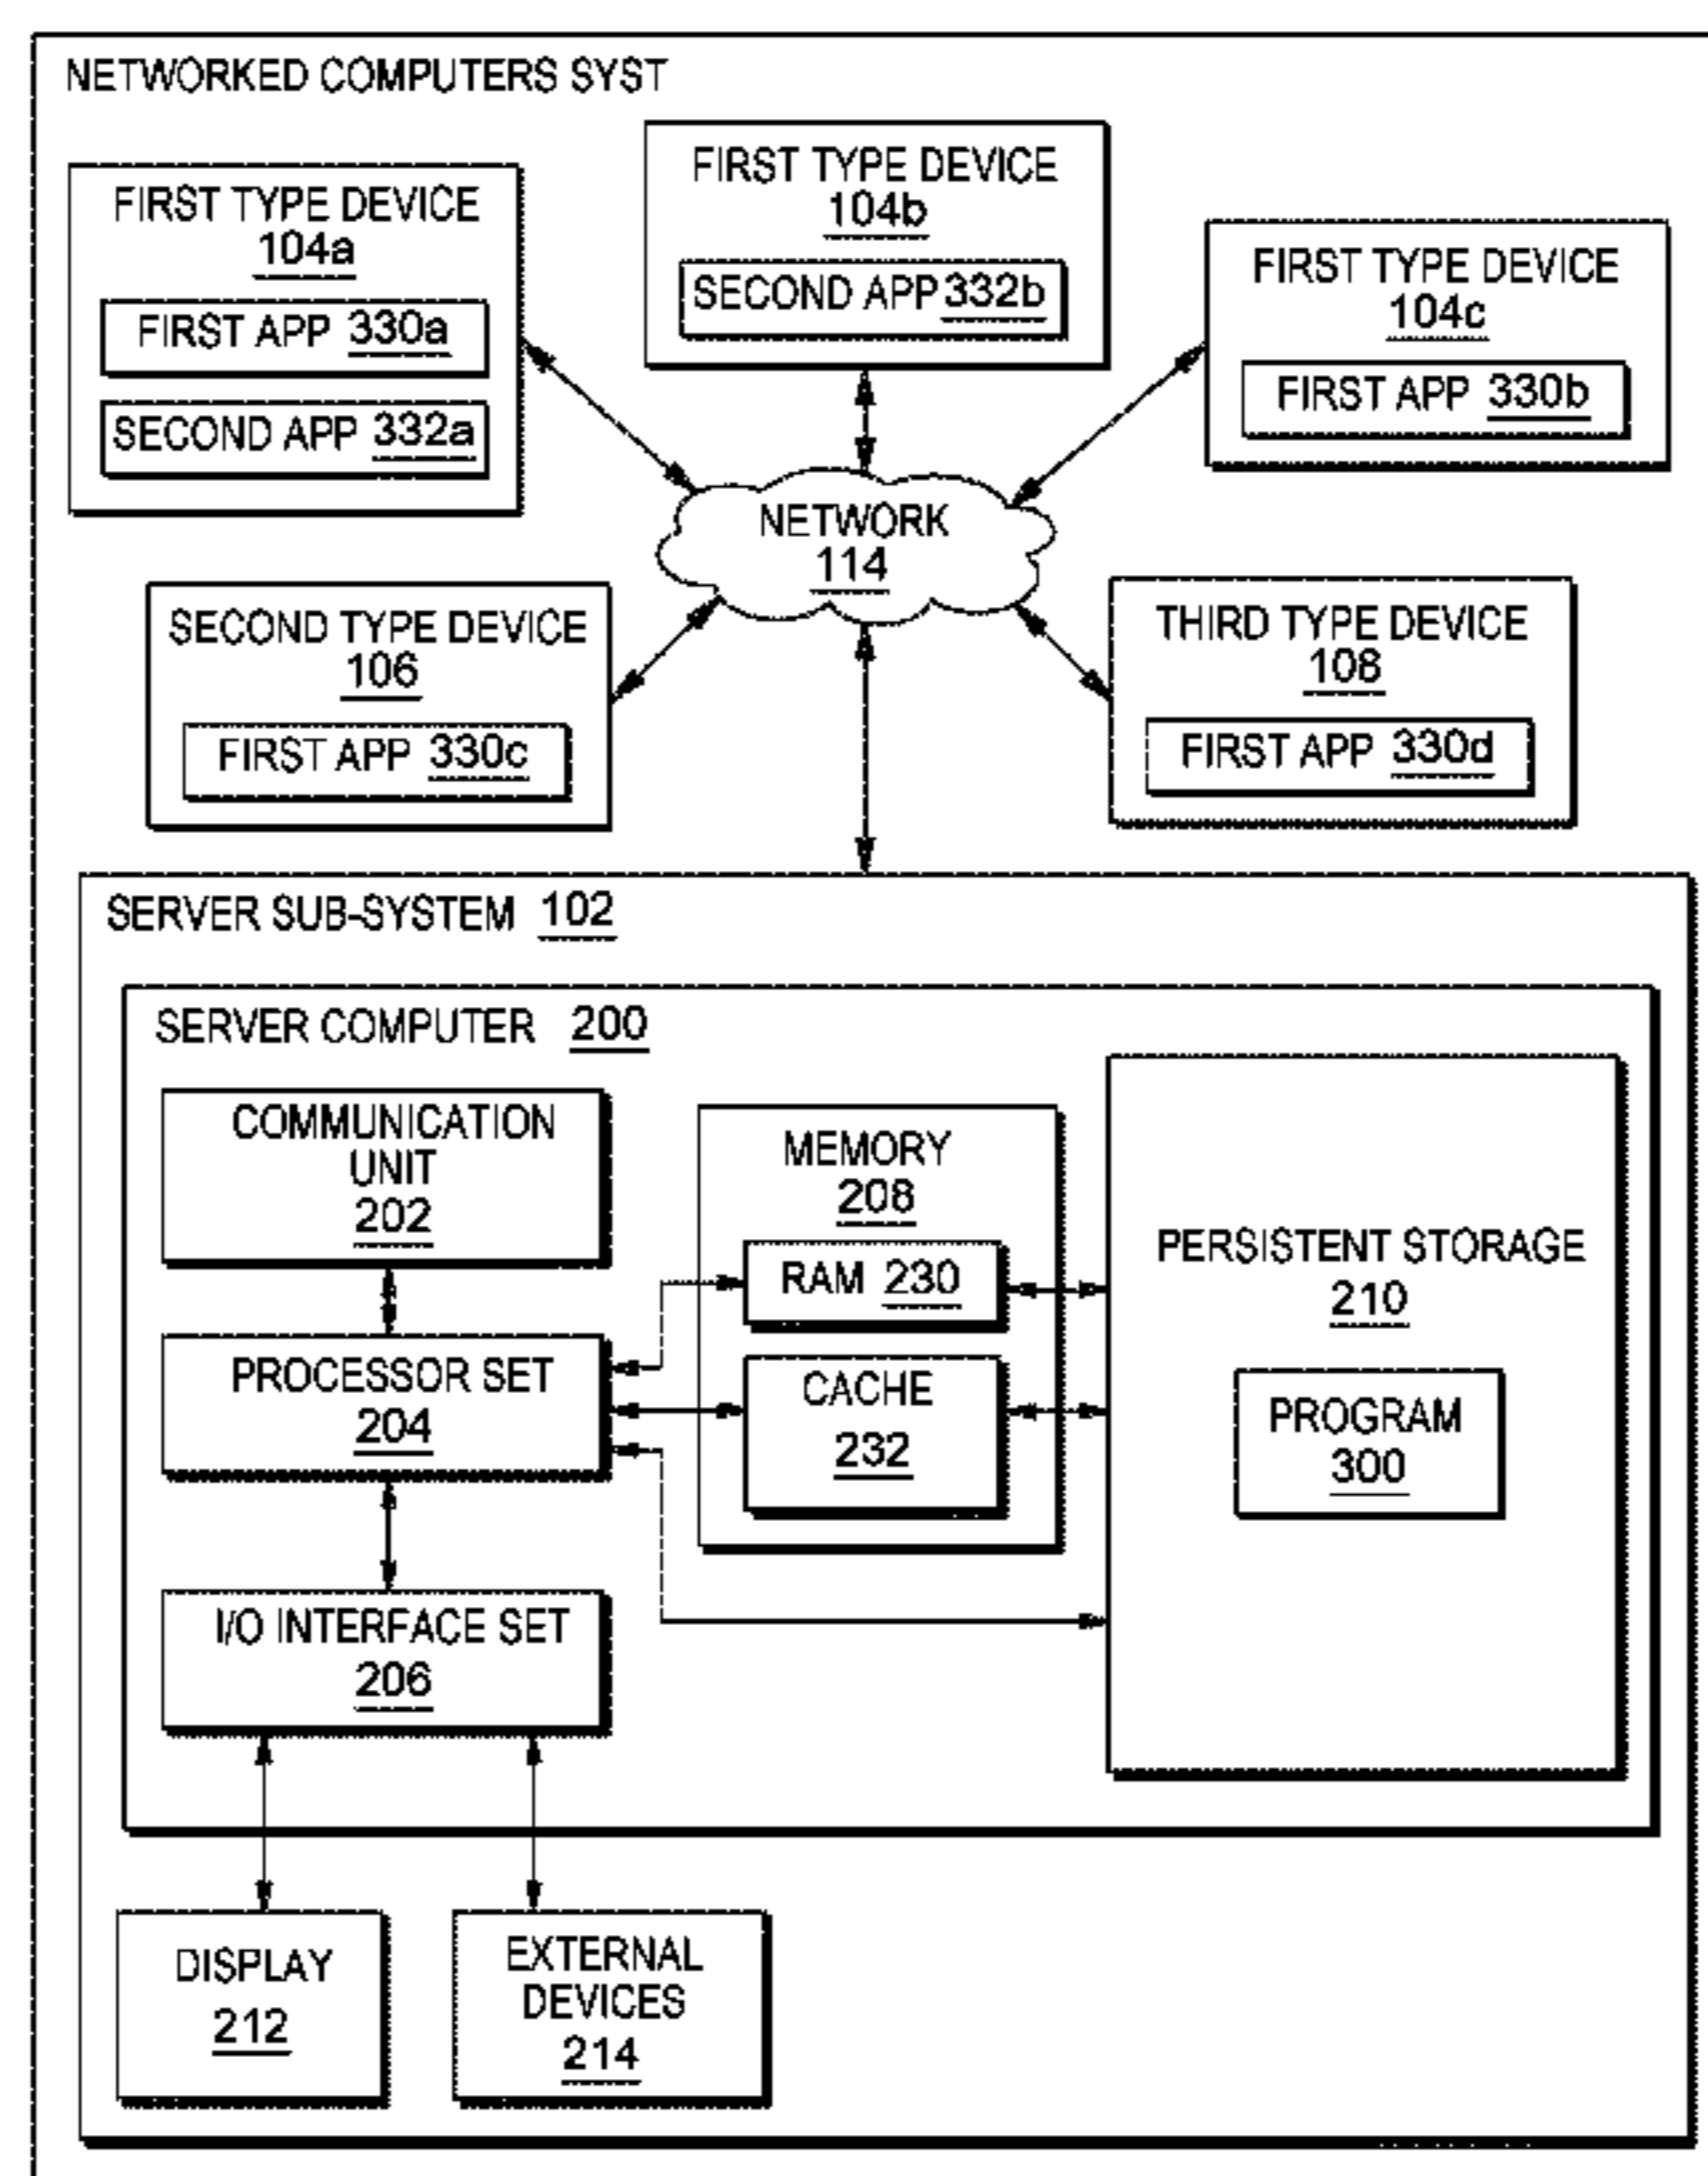 NETWORKED COMPUTERS SYST
FIRST TYPE DEVICE
104a
FIRST APP 330a
SECOND APP 332a
FIRST TYPE DEVICE
104b
SECOND APP 332b
FIRST TYPE DEVICE
104c
FIRST APP 330b
NETWORK
114
SECOND TYPE DEVICE
106
FIRST APP 330c
THIRD TYPE DEVICE
108
FIRST APP 330d
SERVER SUB-SYSTEM 102
SERVER COMPUTER 200
COMMUNICATION
UNIT
202
MEMORY
208
RAM 230
CACHE
232
PROCESSOR SET
204
PERSISTENT STORAGE
210
PROGRAM
300
I/O INTERFACE SET
206
DISPLAY
212
EXTERNAL
DEVICES
214